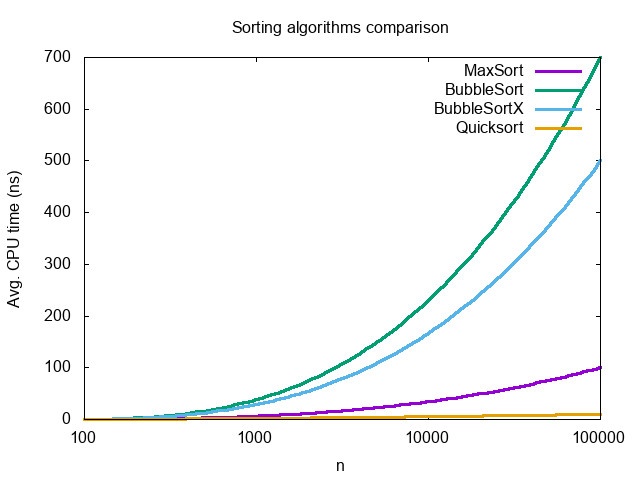 Sorting algorithms comparison
700
600
500
400
300
200
100
0
Avg. CPU time (ns)
MaxSort
BubbleSort
BubbleSortX
Quicksort
100
1000
10000
100000
n